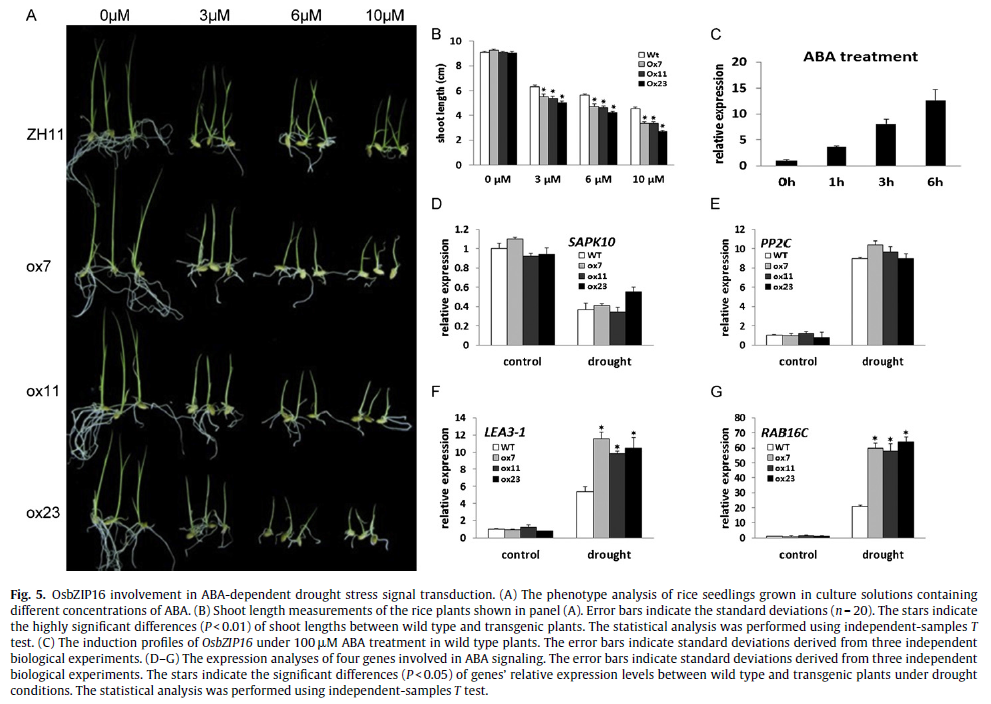 A
0μM 3μM 6μM 10μM
ZH11
ox7
ox11
ox23
B
shoot length (cm)
10
8
6
4
2
0
Wt
Ox7
Ox11
Ox23
* * *
* * *
* * *
0 μM 3 μM 6 μM 10 μM
C
ABA treatment
relative expression
20
15
10
5
0
0h 1h 3h 6h
D
relative expression
1.2
1
0.8
0.6
0.4
0.2
0
SAPK10
WT
ox7
ox11
ox23
control drought
E
relative expression
12
10
8
6
4
2
0
PP2C
WT
ox7
ox11
ox23
control drought
F
relative expression
14
12
10
8
6
4
2
0
LEA3-1
WT
ox7
ox11
ox23
* * *
control drought
G
relative expression
80
70
60
50
40
30
20
10
0
RAB16C
WT
ox7
ox11
ox23
* * *
control drought
Fig. 5. OsbZIP16 involvement in ABA-dependent drought stress signal transduction. (A) The phenotype analysis of rice seedlings grown in culture solutions containing
different concentrations of ABA. (B) Shoot length measurements of the rice plants shown in panel (A). Error bars indicate the standard deviations (n – 20). The stars indicate
the highly significant differences (P < 0.01) of shoot lengths between wild type and transgenic plants. The statistical analysis was performed using independent-samples T
test. (C) The induction profiles of OsbZIP16 under 100 μM ABA treatment in wild type plants. The error bars indicate standard deviations derived from three independent
biological experiments. (D–G) The expression analyses of four genes involved in ABA signaling. The error bars indicate standard deviations derived from three independent
biological experiments. The stars indicate the significant differences (P < 0.05) of genes' relative expression levels between wild type and transgenic plants under drought
conditions. The statistical analysis was performed using independent-samples T test.